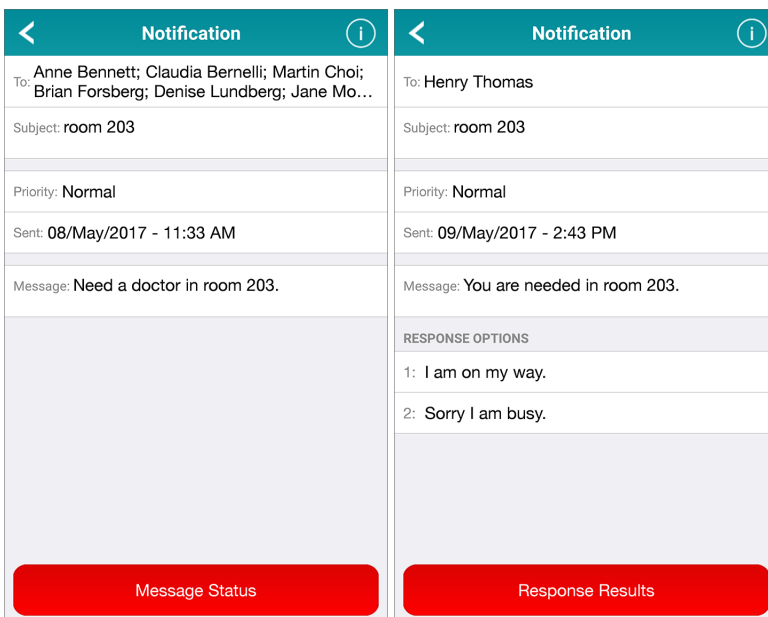 Notification
To: Anne Bennett; Claudia Bernelli; Martin Choi;
Brian Forsberg; Denise Lundberg; Jane Mo...
Subject: room 203
Priority: Normal
Sent: 08/May/2017 - 11:33 AM
Message: Need a doctor in room 203.
Message Status
Notification
To: Henry Thomas
Subject: room 203
Priority: Normal
Sent: 09/May/2017 - 2:43 PM
Message: You are needed in room 203.
RESPONSE OPTIONS
1: I am on my way.
2: Sorry I am busy.
Response Results